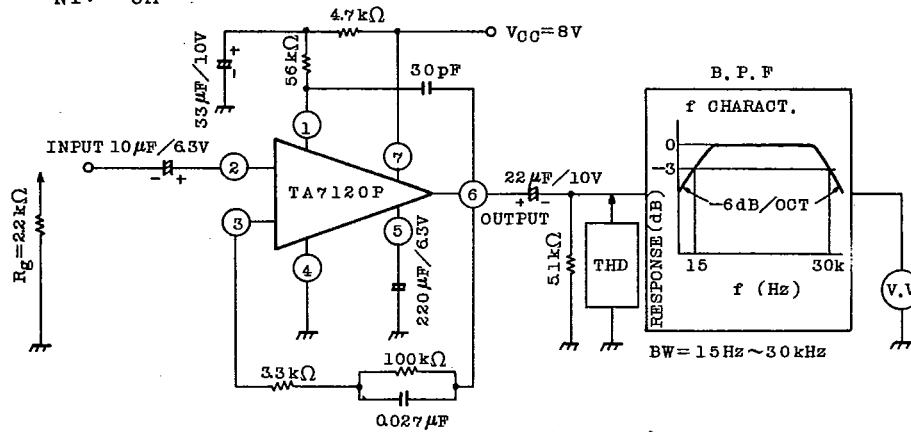 4.7kΩ
VCC=8V
33μF/10V
+
-
56kΩ
30pF
B.P.F
f CHARACT.
1
INPUT 10μF/6.3V
2
7
0
-3
- +
TA7120P
22μF/10V
6
+ -
OUTPUT
-6dB/OCT
3
5
Rg=2.2kΩ
4
220μF/6.3V
51kΩ
THD
RESPONSE(dB)
15
30k
f (Hz)
V.V
3.3kΩ
100kΩ
0.027μF
BW=15Hz~30kHz